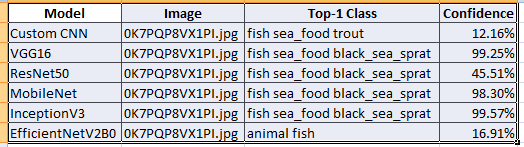 Model Image Top-1 Class Confidence
Custom CNN 0K7PQP8VX1PI.jpg fish sea_food trout 12.16%
VGG16 0K7PQP8VX1PI.jpg fish sea_food black_sea_sprat 99.25%
ResNet50 0K7PQP8VX1PI.jpg fish sea_food black_sea_sprat 45.51%
MobileNet 0K7PQP8VX1PI.jpg fish sea_food black_sea_sprat 98.30%
InceptionV3 0K7PQP8VX1PI.jpg fish sea_food black_sea_sprat 99.57%
EfficientNetV2B0 0K7PQP8VX1PI.jpg animal fish 16.91%